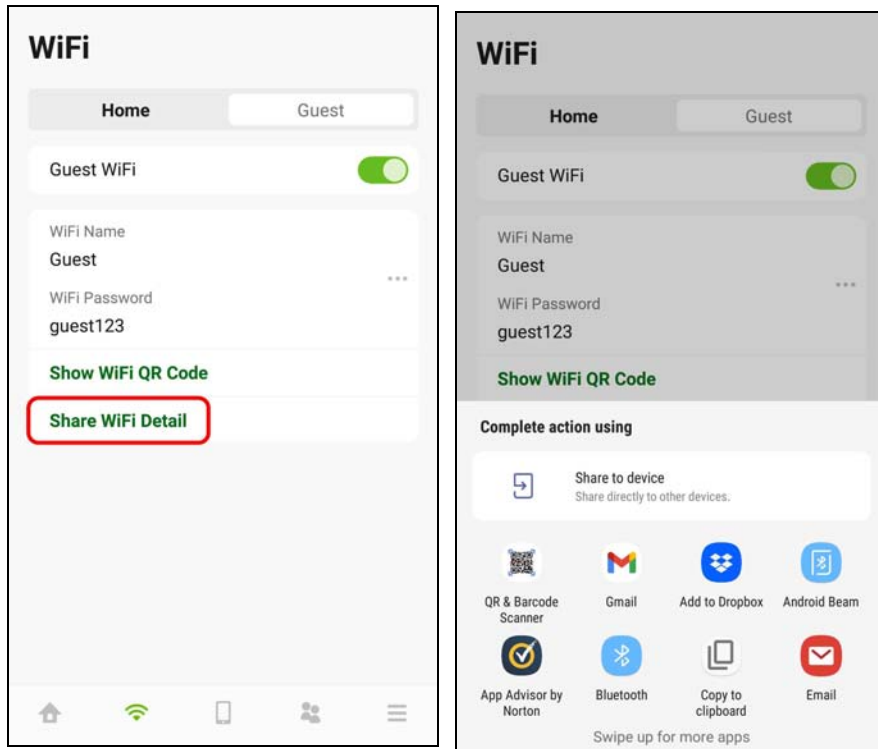 WiFi
Home
Guest
Guest WiFi
WiFi Name
Guest
WiFi Password
guest123
Show WiFi QR Code
Share WiFi Detail
WiFi
Home
Guest
Guest WiFi
WiFi Name
Guest
WiFi Password
guest123
Show WiFi QR Code
Complete action using
Share to device
Share directly to other devices.
QR & Barcode
Scanner
Gmail
Add to Dropbox
Android Beam
App Advisor by
Norton
Bluetooth
Copy to
clipboard
Email
Swipe up for more apps